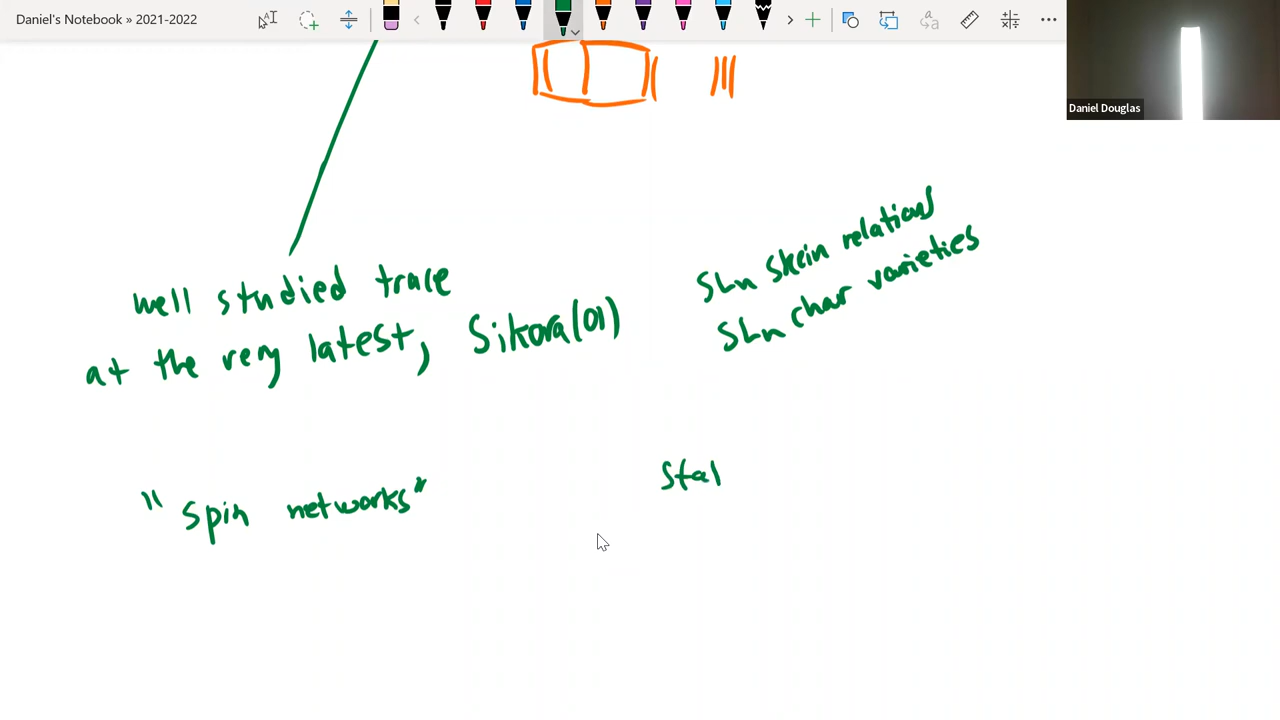 Daniel's Notebook » 2021-2022
Daniel Douglas
well studied trace
at the very latest, Sikora(01)
SLn skein relations
SLn char varieties
"spin networks"
Stal